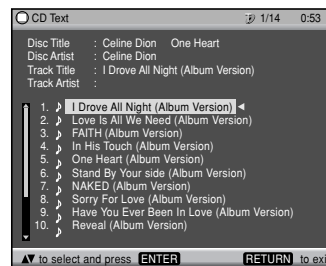 CD Text 1/14 0:53
Disc Title : Celine Dion One Heart
Disc Artist : Celine Dion
Track Title : I Drove All Night (Album Version)
Track Artist :
1. I Drove All Night (Album Version)
2. Love Is All We Need (Album Version)
3. FAITH (Album Version)
4. In His Touch (Album Version)
5. One Heart (Album Version)
6. Stand By Your side (Album Version)
7. NAKED (Album Version)
8. Sorry For Love (Album Version)
9. Have You Ever Been In Love (Album Version)
10. Reveal (Album Version)
to select and press ENTER RETURN to exi